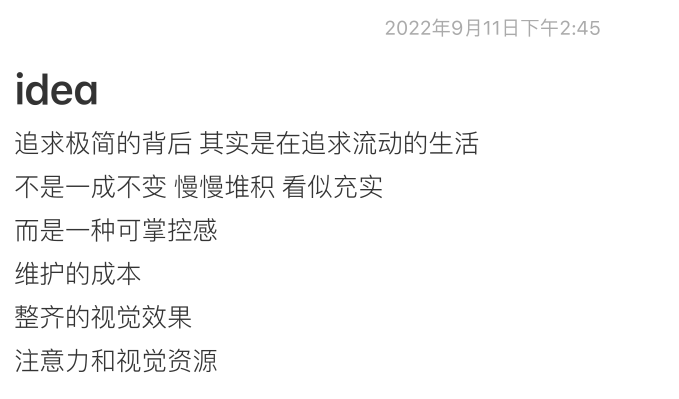 2022年9月11日下午2:45
idea
追求极简的背后 其实是在追求流动的生活
不是一成不变 慢慢堆积 看似充实
而是一种可掌控感
维护的成本
整齐的视觉效果
注意力和视觉资源